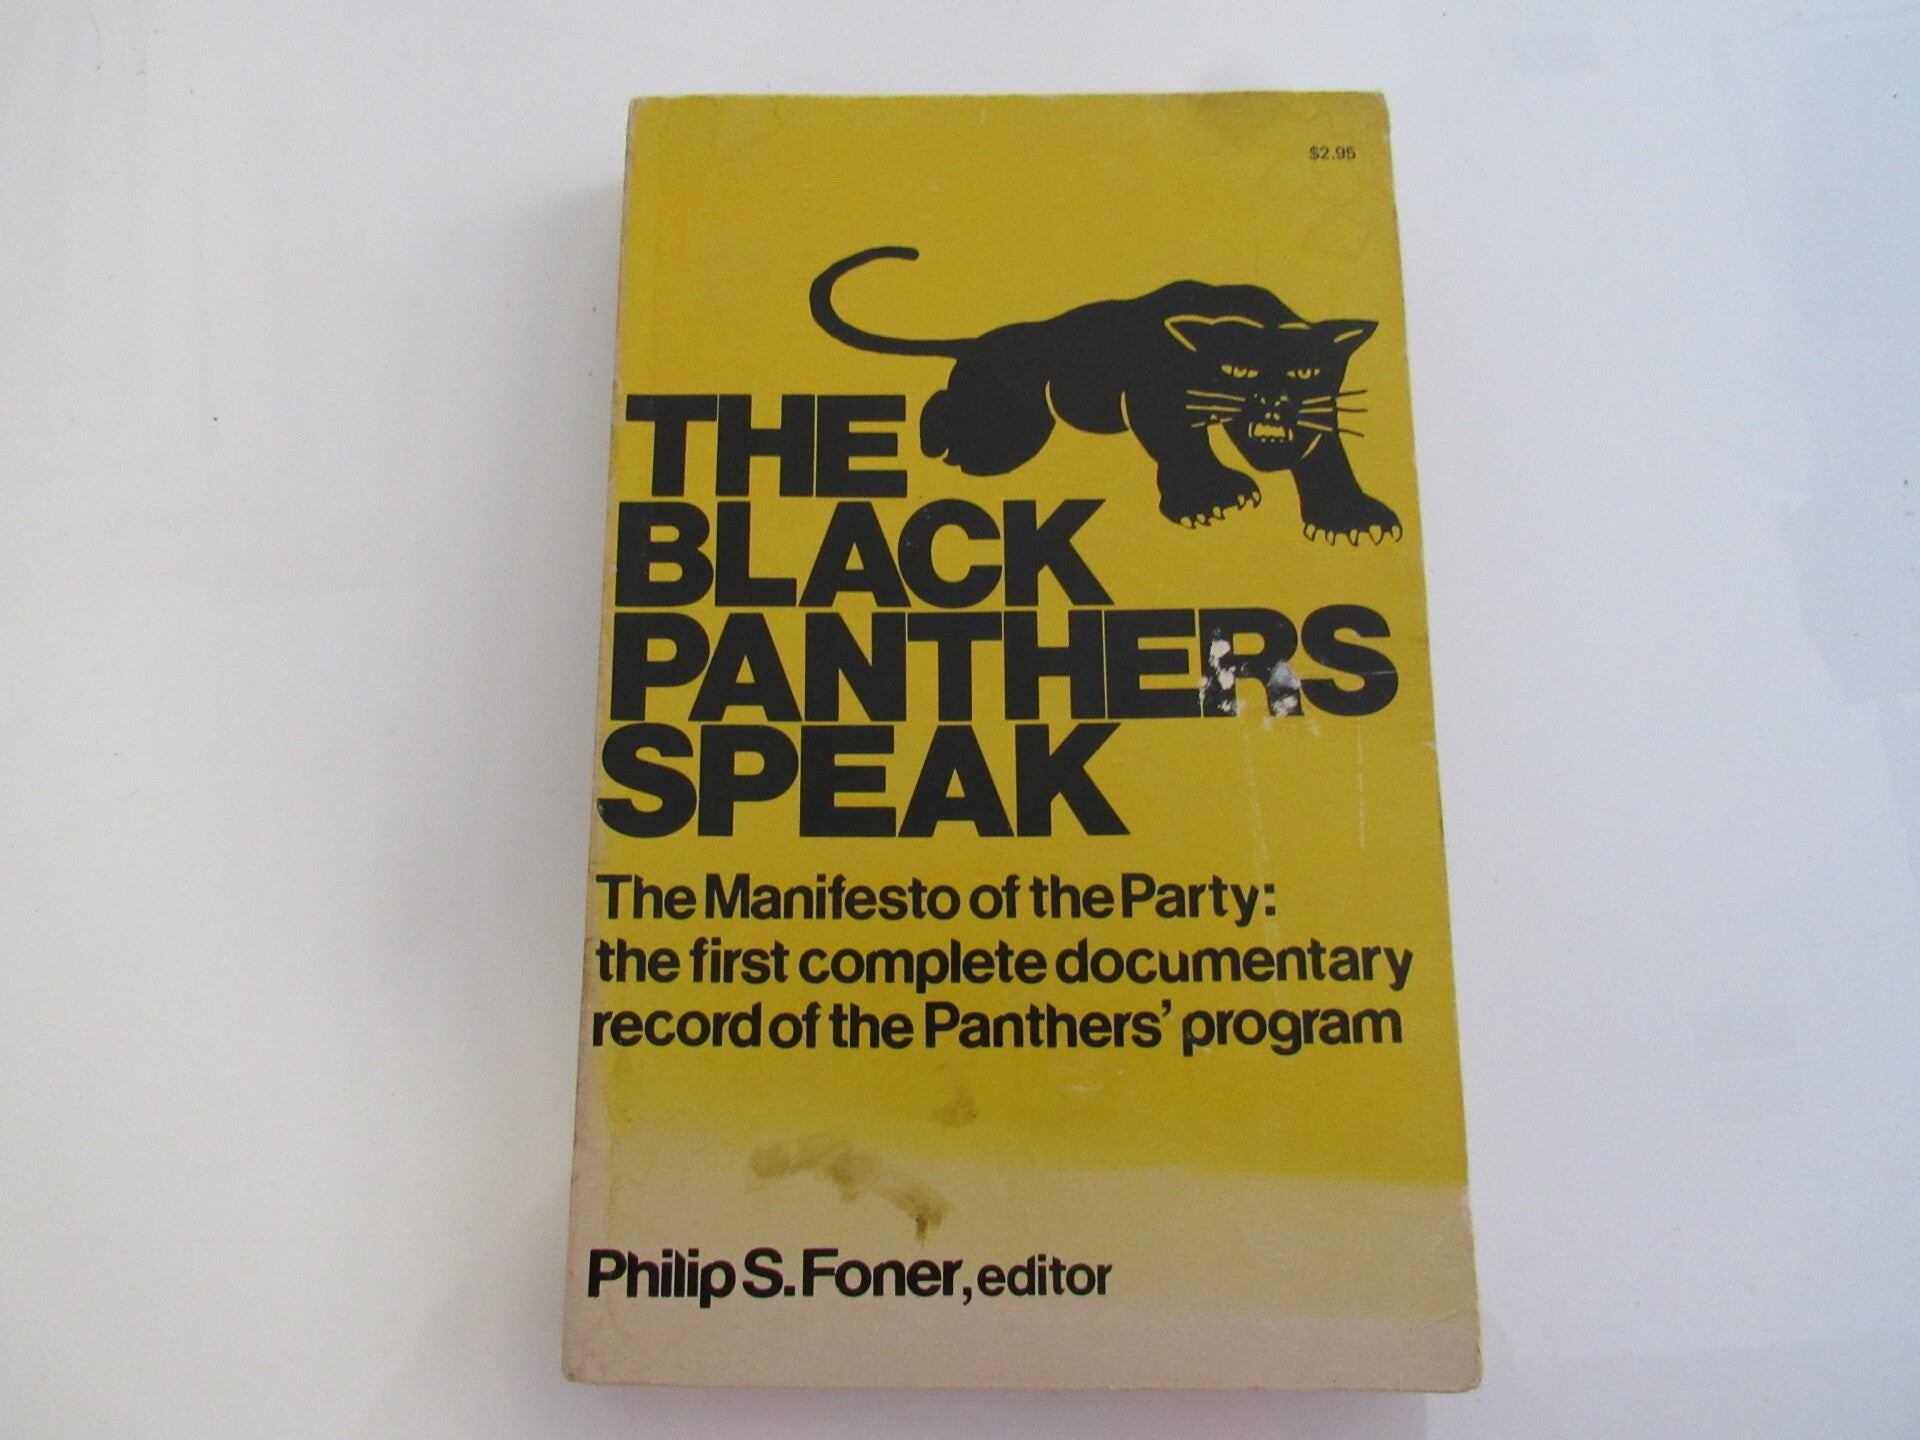 $2.95
THE
BLACK
PANTHERS
SPEAK
The Manifesto of the Party:
the first complete documentary
record of the Panthers' program
Philip S. Foner, editor